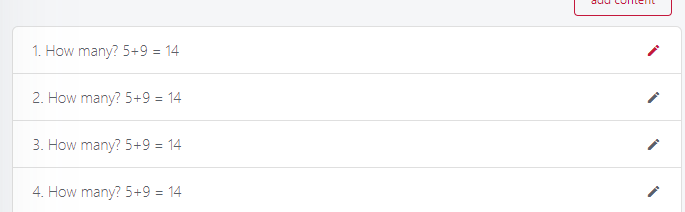 add content
1. How many? 5+9 = 14
2. How many? 5+9 = 14
3. How many? 5+9 = 14
4. How many? 5+9 = 14